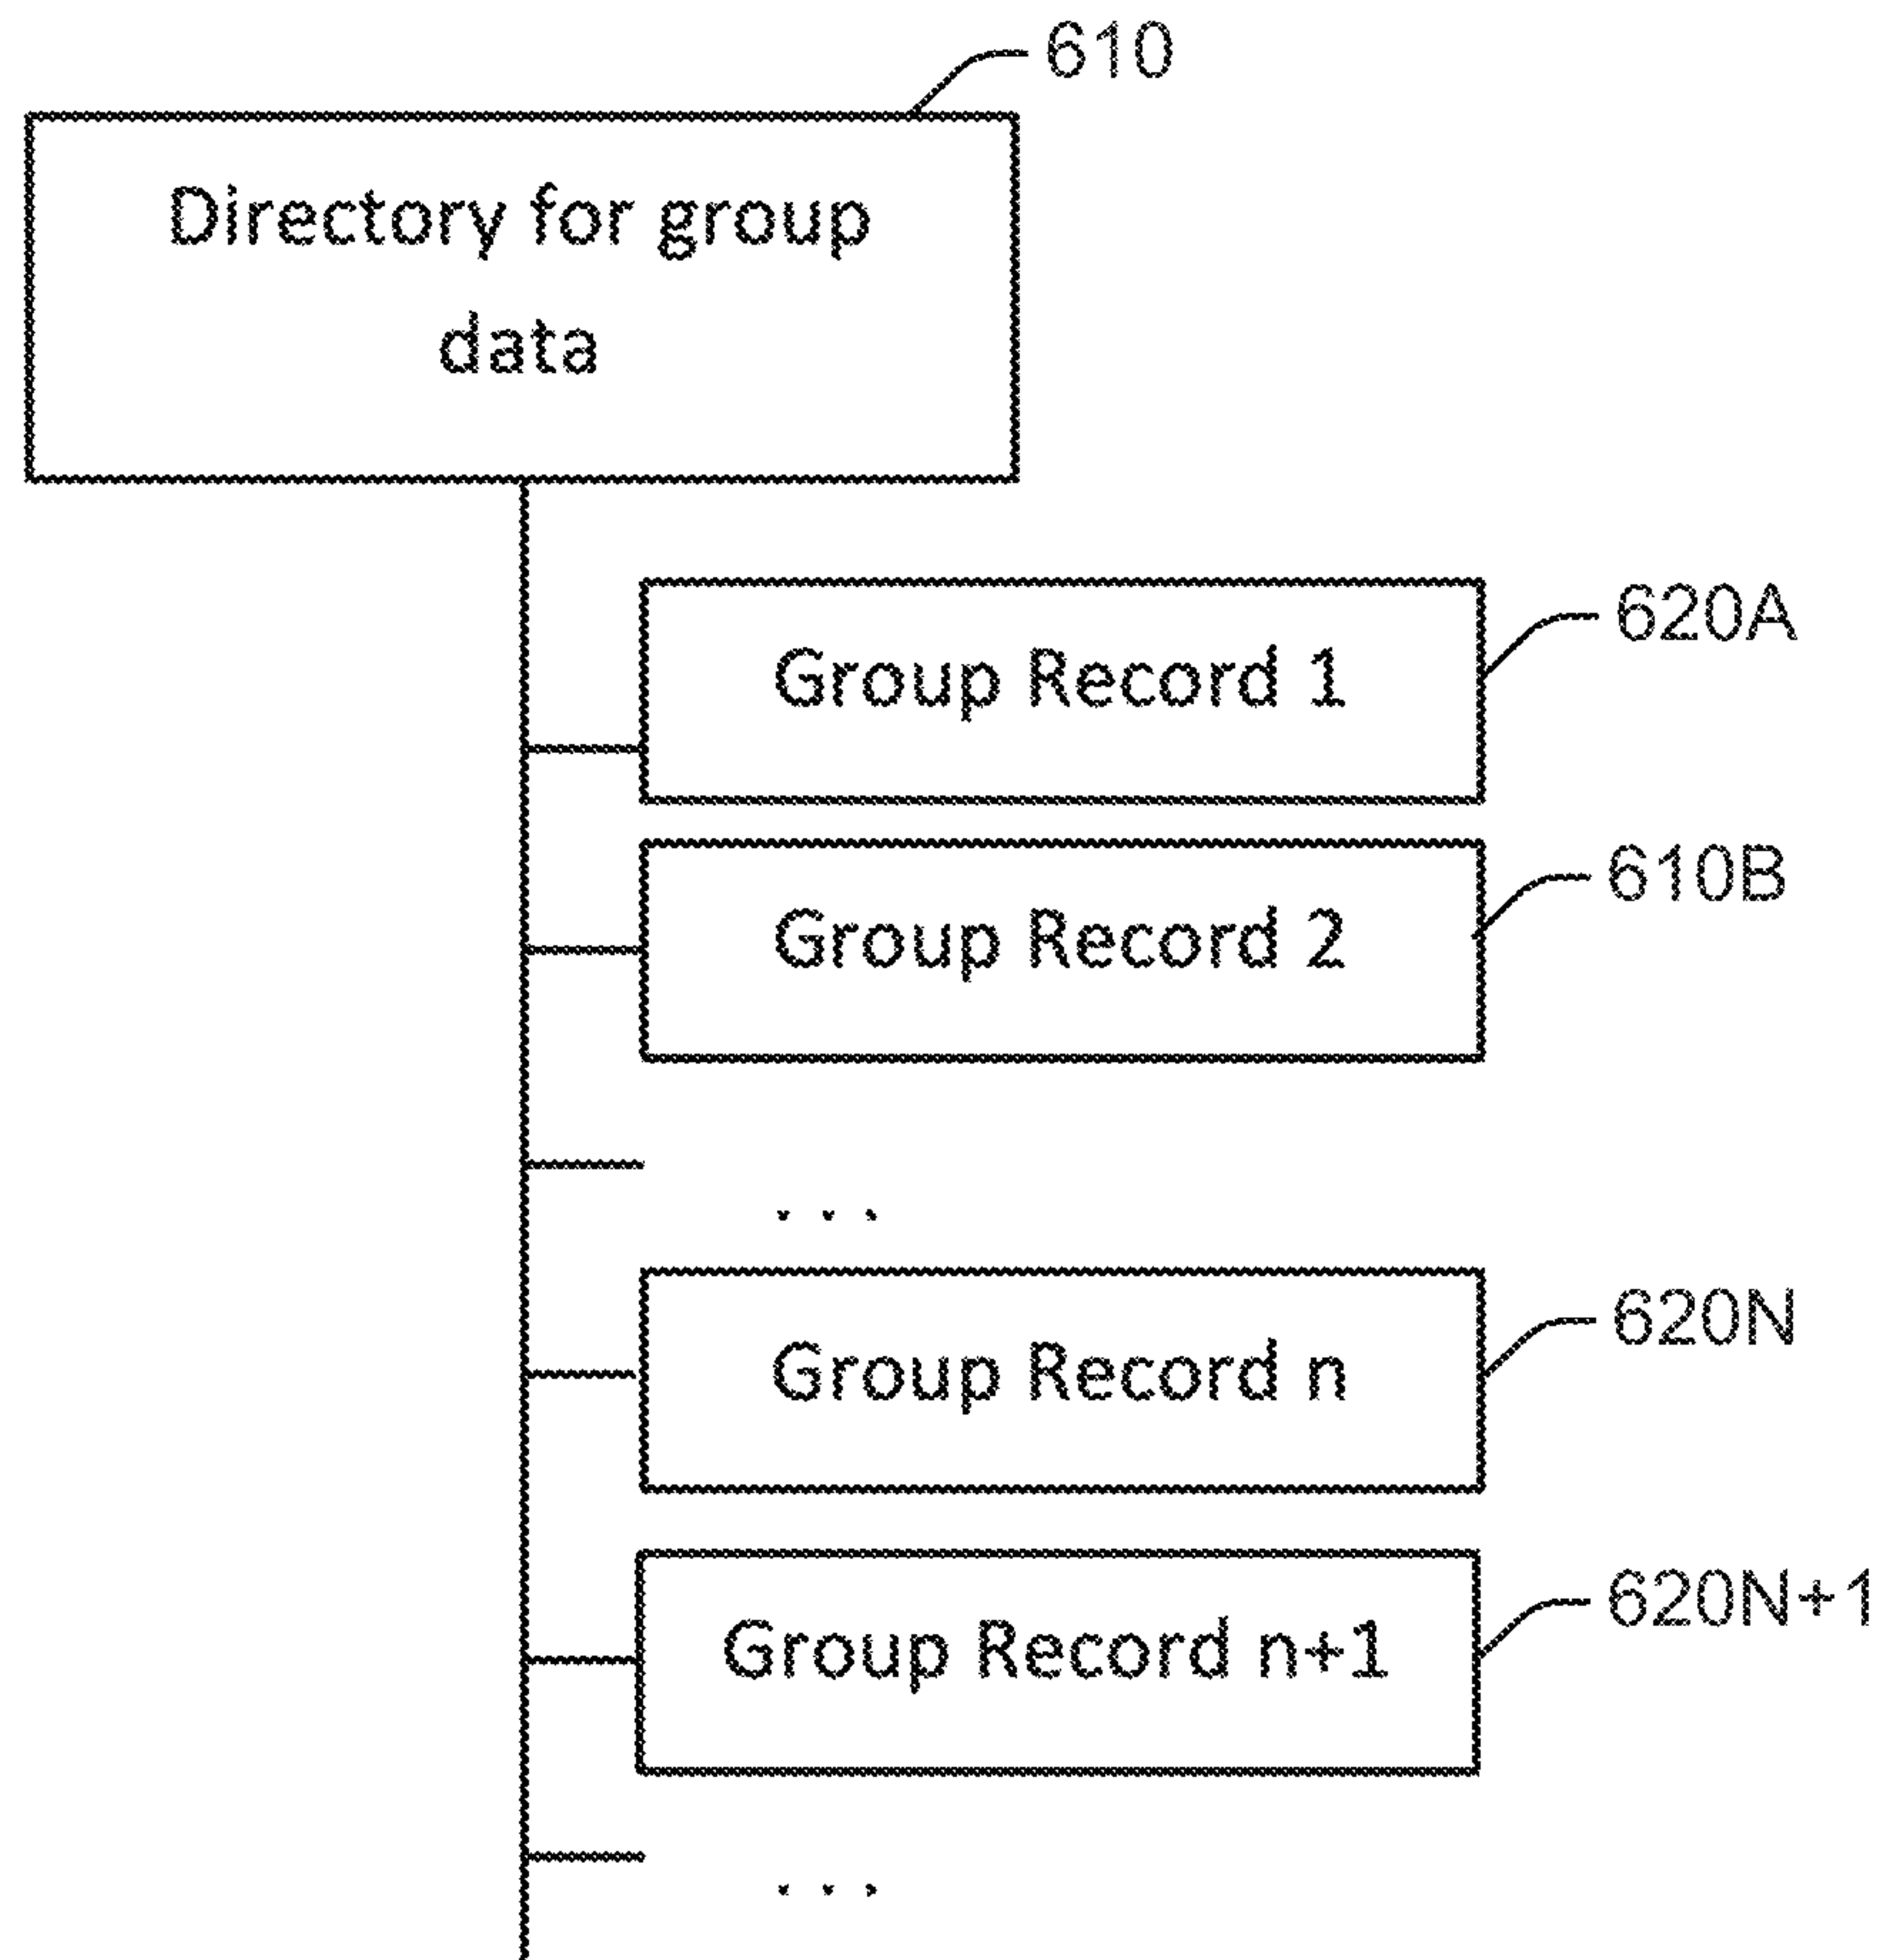 610
Directory for group
data
620A
Group Record 1
610B
Group Record 2
...
620N
Group Record n
620N+1
Group Record n+1
...